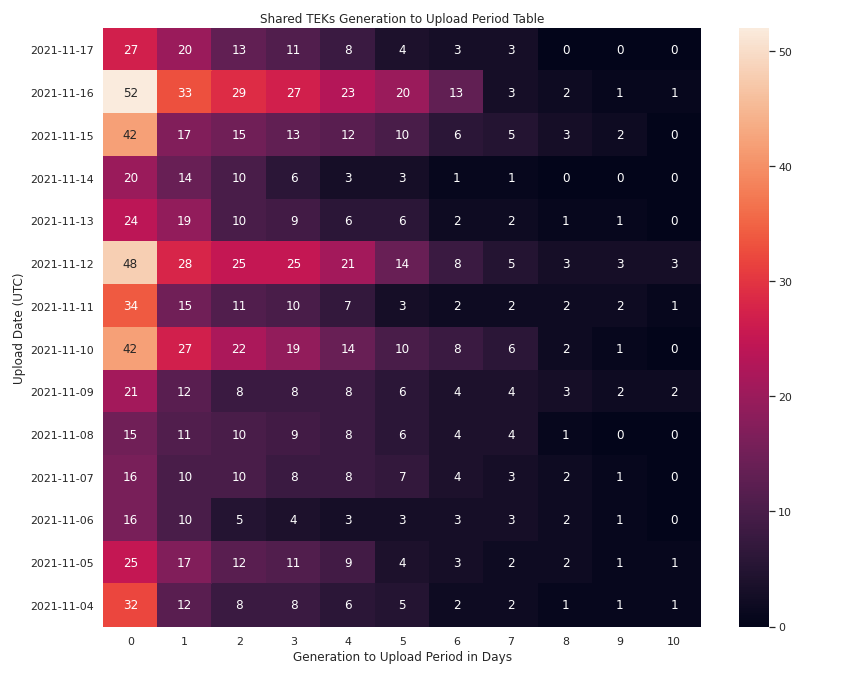 Shared TEKs Generation to Upload Period Table
2021-11-17 27 20 13 11 8 4 3 3 0 0 0
2021-11-16 52 33 29 27 23 20 13 3 2 1 1
2021-11-15 42 17 15 13 12 10 6 5 3 2 0
2021-11-14 20 14 10 6 3 3 1 1 0 0 0
2021-11-13 24 19 10 9 6 6 2 2 1 1 0
2021-11-12 48 28 25 25 21 14 8 5 3 3 3
2021-11-11 34 15 11 10 7 3 2 2 2 2 1
2021-11-10 42 27 22 19 14 10 8 6 2 1 0
2021-11-09 21 12 8 8 8 6 4 4 3 2 2
2021-11-08 15 11 10 9 8 6 4 4 1 0 0
2021-11-07 16 10 10 8 8 7 4 3 2 1 0
2021-11-06 16 10 5 4 3 3 3 3 2 1 0
2021-11-05 25 17 12 11 9 4 3 2 2 1 1
2021-11-04 32 12 8 8 6 5 2 2 1 1 1
0 1 2 3 4 5 6 7 8 9 10
Generation to Upload Period in Days
Upload Date (UTC)
50
40
30
20
10
0